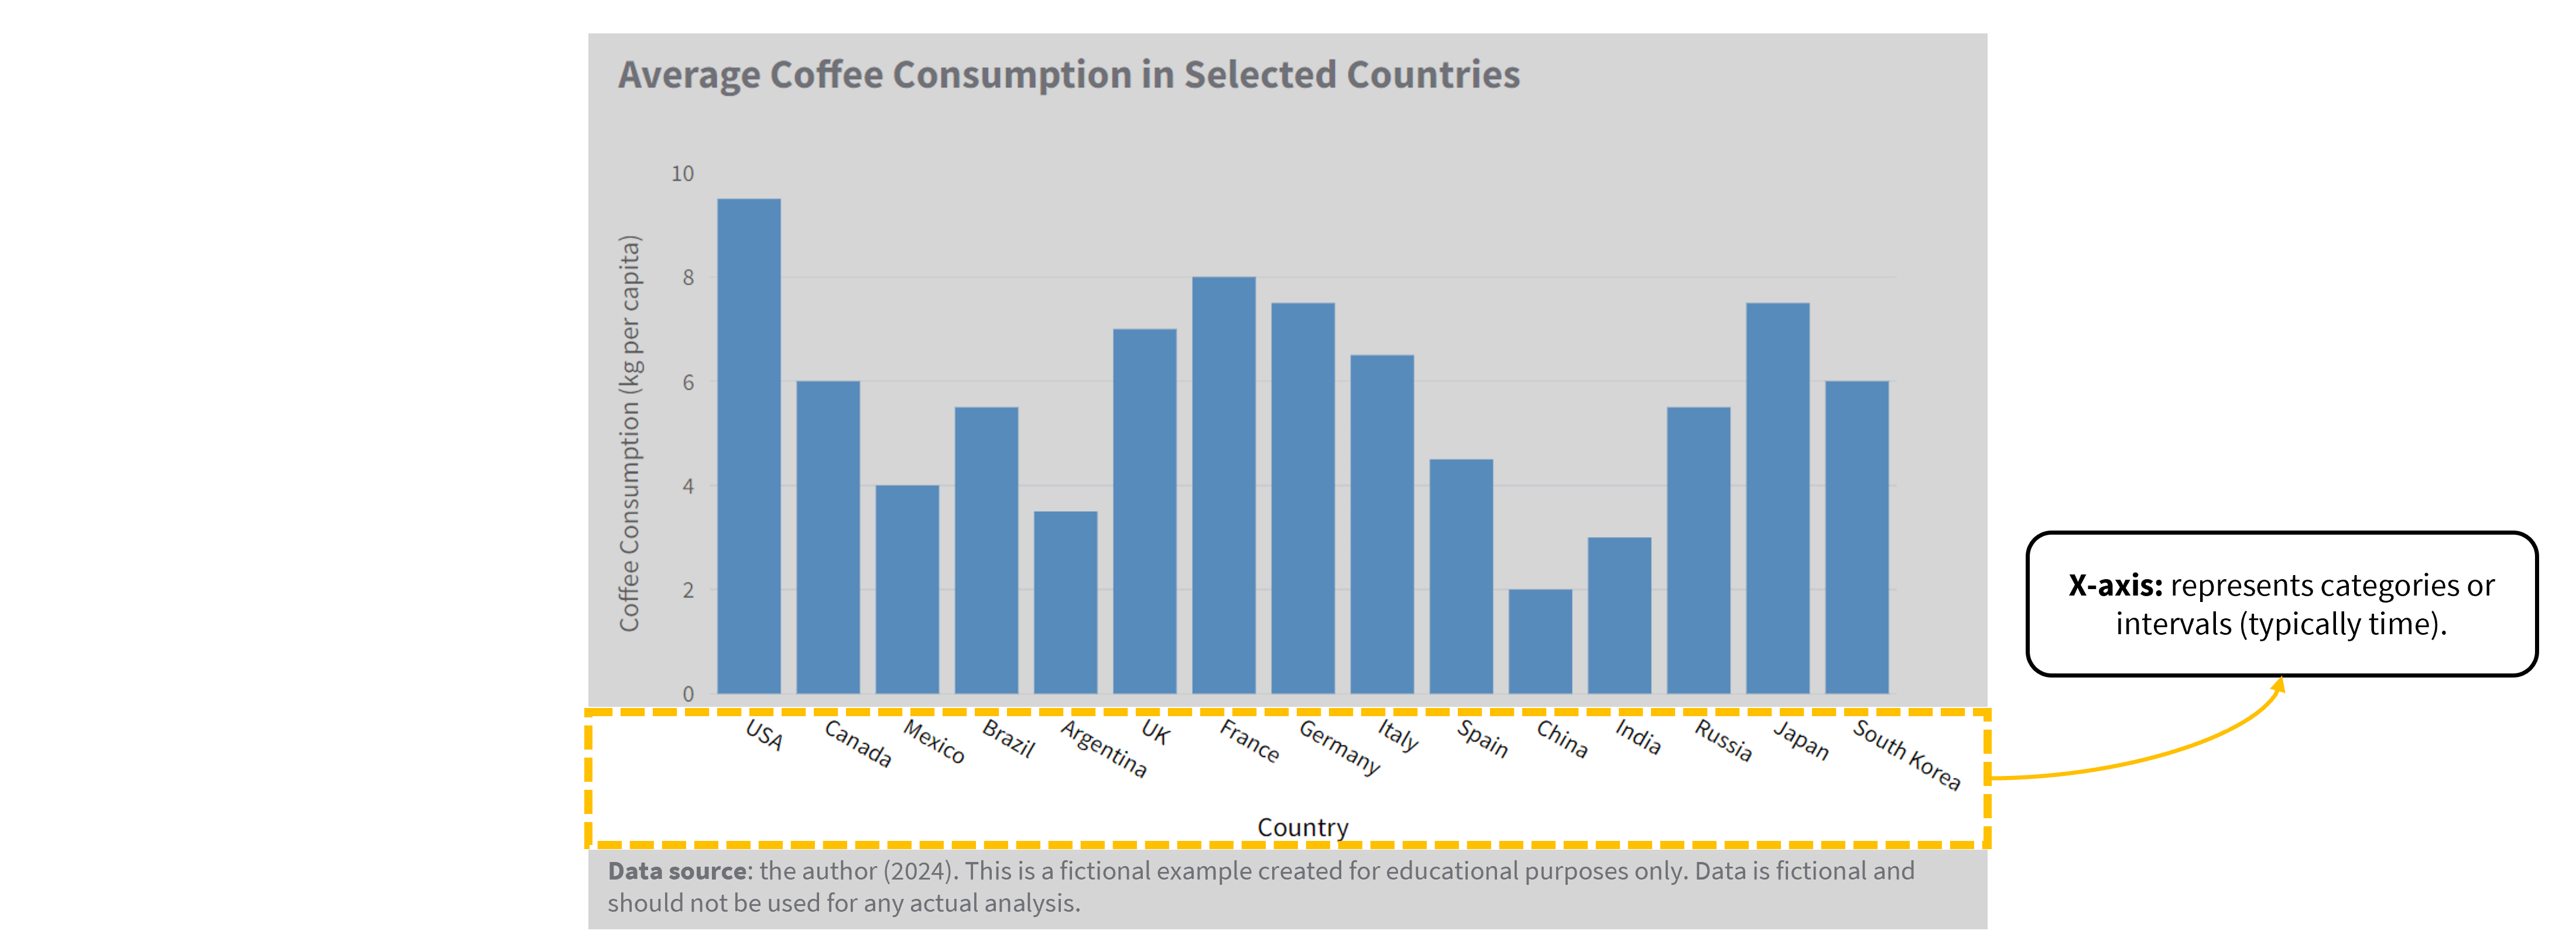 Average Coffee Consumption in Selected Countries
10
8
6
4
2
0
Coffee Consumption (kg per capita)
USA
Canada
Mexico
Brazil
Argentina
UK
France
Germany
Italy
Spain
China
India
Russia
Japan
South Korea
Country
Data source: the author (2024). This is a fictional example created for educational purposes only. Data is fictional and
should not be used for any actual analysis.
X-axis: represents categories or
intervals (typically time).